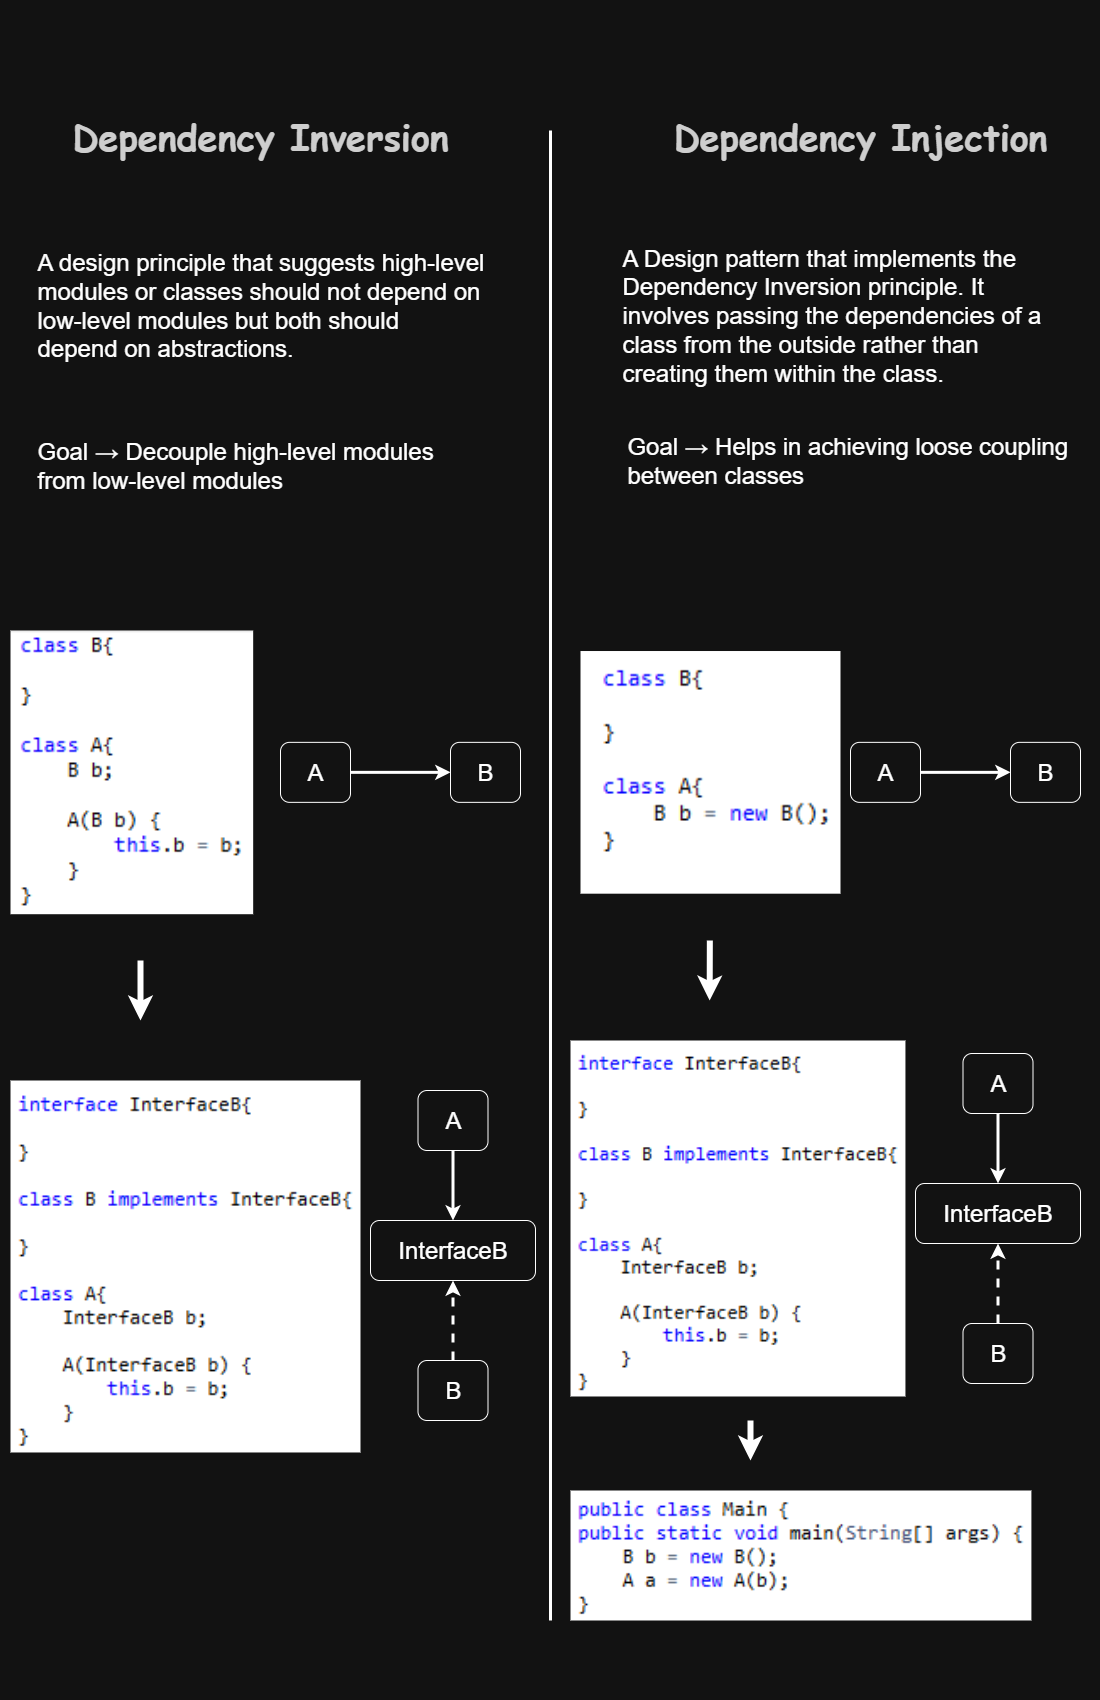 Dependency Inversion
A design principle that suggests high-level
modules or classes should not depend on
low-level modules but both should
depend on abstractions.
Goal → Decouple high-level modules
from low-level modules
class B{
}
class A{
B b;
A(B b) {
this.b = b;
}
}
A
B
interface InterfaceB{
}
class B implements InterfaceB{
}
class A{
InterfaceB b;
A(InterfaceB b) {
this.b = b;
}
}
A
InterfaceB
B
Dependency Injection
A Design pattern that implements the
Dependency Inversion principle. It
involves passing the dependencies of a
class from the outside rather than
creating them within the class.
Goal → Helps in achieving loose coupling
between classes
class B{
}
class A{
B b = new B();
}
A
B
interface InterfaceB{
}
class B implements InterfaceB{
}
class A{
InterfaceB b;
A(InterfaceB b) {
this.b = b;
}
}
A
InterfaceB
B
public class Main {
public static void main(String[] args) {
B b = new B();
A a = new A(b);
}